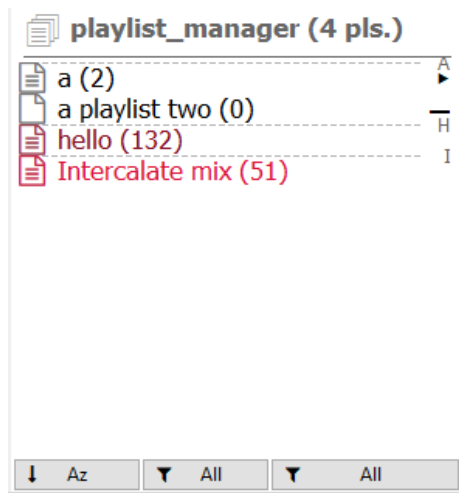 playlist_manager (4 pls.)
A
a (2)
a playlist two (0)
H
hello (132)
I
Intercalate mix (51)
Az All All